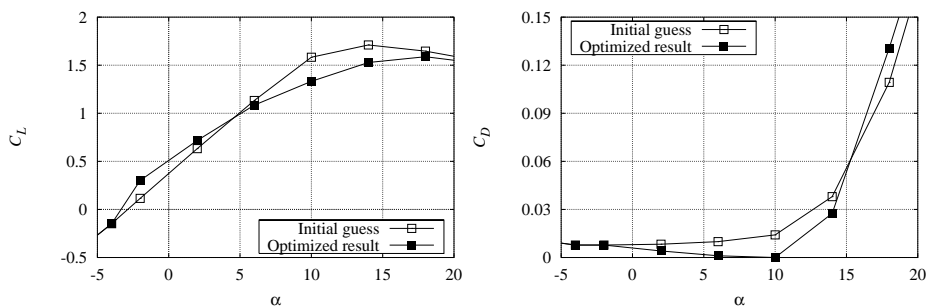 2
1.5
1
0.5
0
-0.5
C_L
-5 0 5 10 15 20
α
Initial guess
Optimized result
0.15
0.12
0.09
0.06
0.03
0
C_D
-5 0 5 10 15 20
α
Initial guess
Optimized result